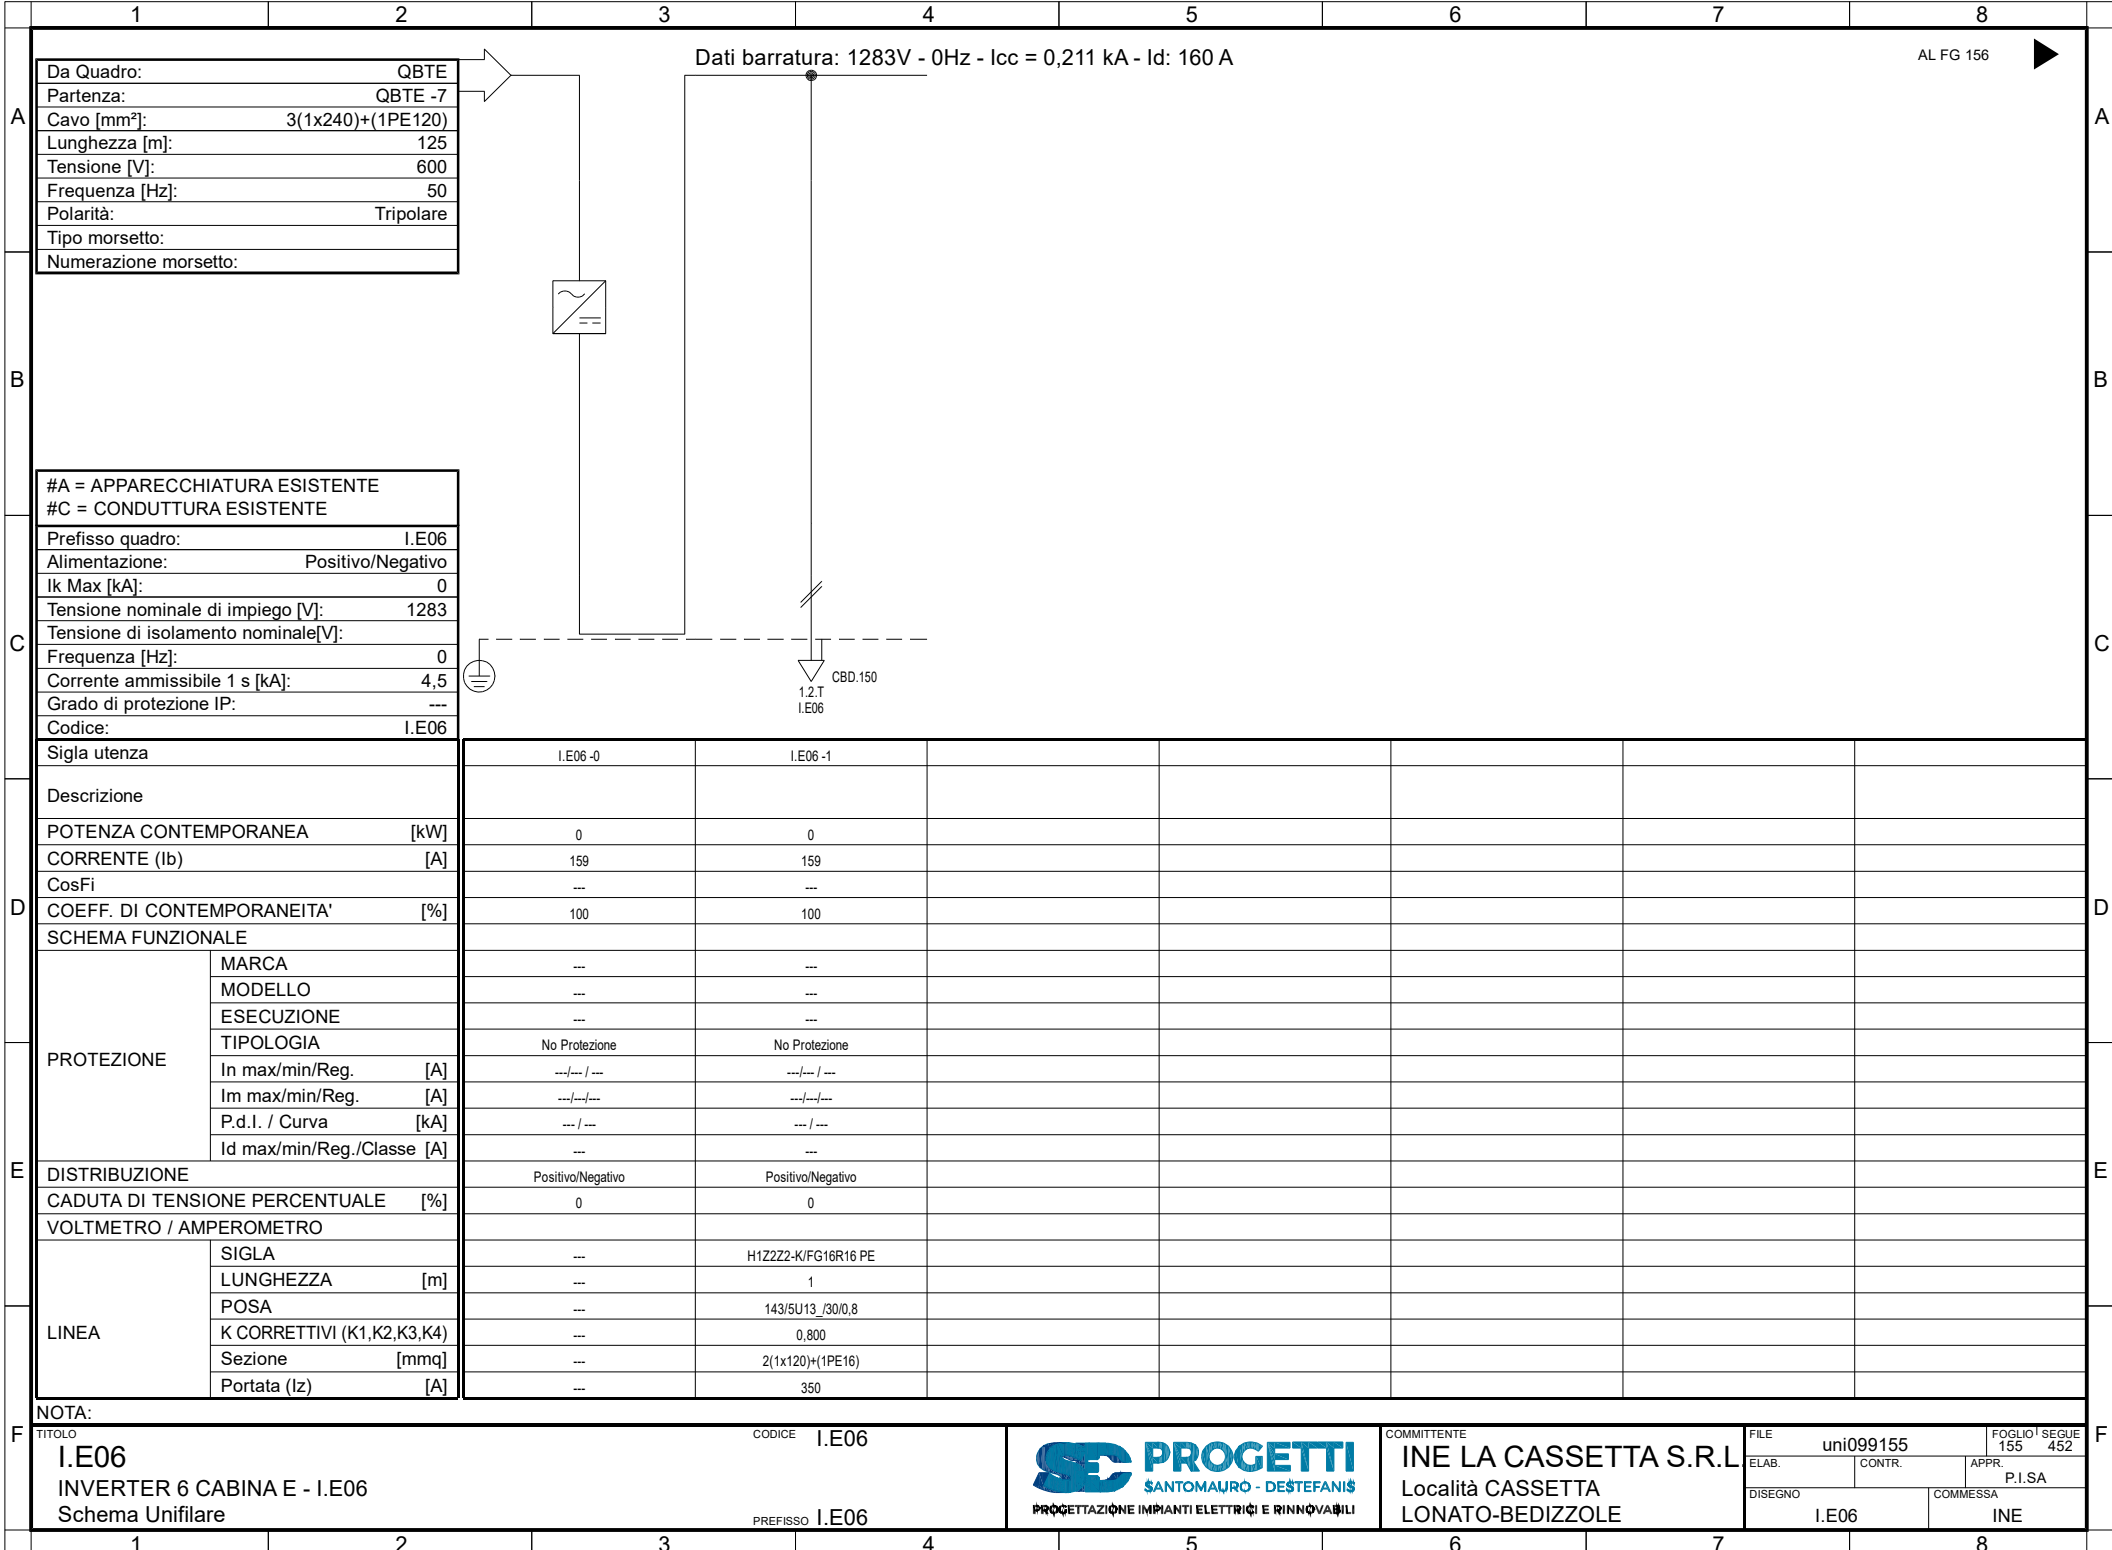 1 2 3 4 5 6 7 8
Dati barratura: 1283V - 0Hz - Icc = 0,211 kA - Id: 160 A
AL FG 156
Da Quadro: QBTE
Partenza: QBTE -7
Cavo [mm²]: 3(1x240)+(1PE120)
Lunghezza [m]: 125
Tensione [V]: 600
Frequenza [Hz]: 50
Polarità: Tripolare
Tipo morsetto:
Numerazione morsetto:
A A
B B
#A = APPARECCHIATURA ESISTENTE
#C = CONDUTTURA ESISTENTE
Prefisso quadro: I.E06
Alimentazione: Positivo/Negativo
Ik Max [kA]: 0
Tensione nominale di impiego [V]: 1283
Tensione di isolamento nominale[V]:
Frequenza [Hz]: 0
Corrente ammissibile 1 s [kA]: 4,5
Grado di protezione IP: ---
Codice: I.E06
C C
CBD.150
1.2.T
I.E06
Sigla utenza I.E06 -0 I.E06 -1
Descrizione
POTENZA CONTEMPORANEA [kW] 0 0
CORRENTE (Ib) [A] 159 159
CosFi --- ---
D D
COEFF. DI CONTEMPORANEITA' [%] 100 100
SCHEMA FUNZIONALE
PROTEZIONE
MARCA --- ---
MODELLO --- ---
ESECUZIONE --- ---
TIPOLOGIA No Protezione No Protezione
In max/min/Reg. [A] ---/--- / --- ---/--- / ---
Im max/min/Reg. [A] ---/---/--- ---/---/---
P.d.I. / Curva [kA] --- / --- --- / ---
Id max/min/Reg./Classe [A] --- ---
E E
DISTRIBUZIONE Positivo/Negativo Positivo/Negativo
CADUTA DI TENSIONE PERCENTUALE [%] 0 0
VOLTMETRO / AMPEROMETRO
LINEA
SIGLA --- H1Z2Z2-K/FG16R16 PE
LUNGHEZZA [m] --- 1
POSA --- 143/5U13_/30/0,8
K CORRETTIVI (K1,K2,K3,K4) --- 0,800
Sezione [mmq] --- 2(1x120)+(1PE16)
Portata (Iz) [A] --- 350
NOTA:
F F
TITOLO
I.E06
INVERTER 6 CABINA E - I.E06
Schema Unifilare
CODICE I.E06
PREFISSO I.E06
SD PROGETTI
SANTOMAURO - DESTEFANIS
PROGETTAZIONE IMPIANTI ELETTRICI E RINNOVABILI
COMMITTENTE
INE LA CASSETTA S.R.L.
Località CASSETTA
LONATO-BEDIZZOLE
FILE uni099155
FOGLIO 155 SEGUE 452
ELAB. CONTR. APPR. P.I.SA
DISEGNO I.E06
COMMESSA INE
1 2 3 4 5 6 7 8